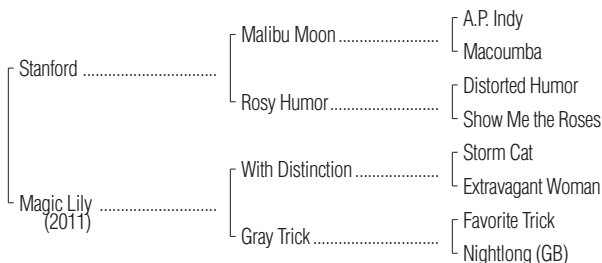 A.P. Indy
Malibu Moon
Macoumba
Stanford
Distorted Humor
Rosy Humor
Show Me the Roses
Storm Cat
With Distinction
Extravagant Woman
Magic Lily
(2011)
Favorite Trick
Gray Trick
Nightlong (GB)